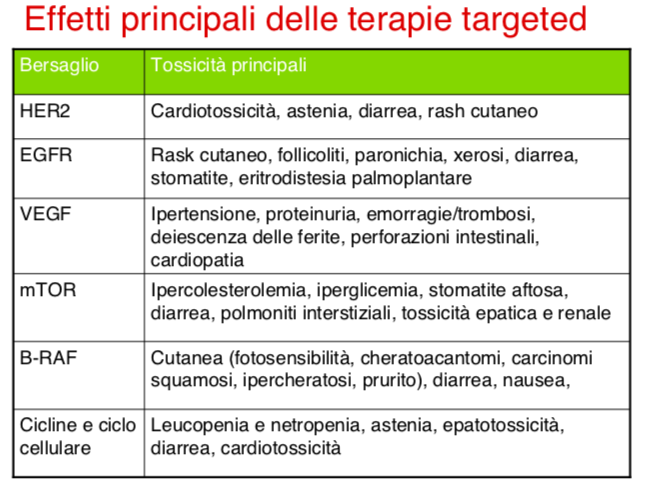 Effetti principali delle terapie targeted
Bersaglio Tossicità principali
HER2 Cardiotossicità, astenia, diarrea, rash cutaneo
EGFR Rask cutaneo, follicoliti, paronichia, xerosi, diarrea,
stomatite, eritrodistesia palmoplantare
VEGF Ipertensione, proteinuria, emorragie/trombosi,
deiescenza delle ferite, perforazioni intestinali,
cardiopatia
mTOR Ipercolesterolemia, iperglicemia, stomatite aftosa,
diarrea, polmoniti interstiziali, tossicità epatica e renale
B-RAF Cutanea (fotosensibilità, cheratoacantomi, carcinomi
squamosi, ipercheratosi, prurito), diarrea, nausea,
Cicline e ciclo Leucopenia e netropenia, astenia, epatotossicità,
cellulare diarrea, cardiotossicità